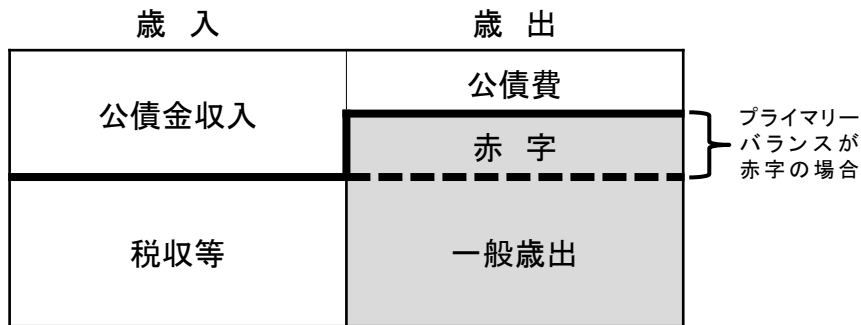 歳 入
歳 出
公債金収入
公債費
赤 字
プライマリー
バランスが
赤字の場合
税収等
一般歳出